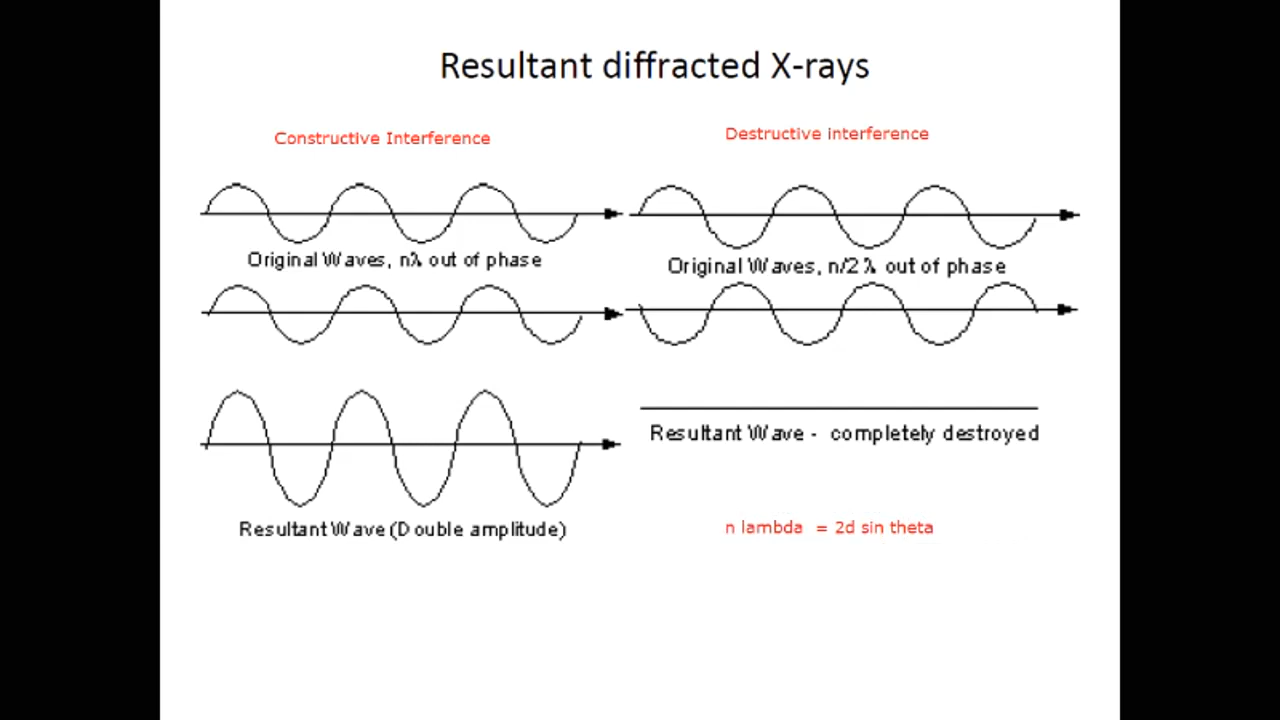 Resultant diffracted X-rays
Constructive Interference
Destructive interference
Original Waves, nλ out of phase
Original Waves, n/2 λ out of phase
Resultant Wave - completely destroyed
Resultant Wave (Double amplitude)
n lambda = 2d sin theta